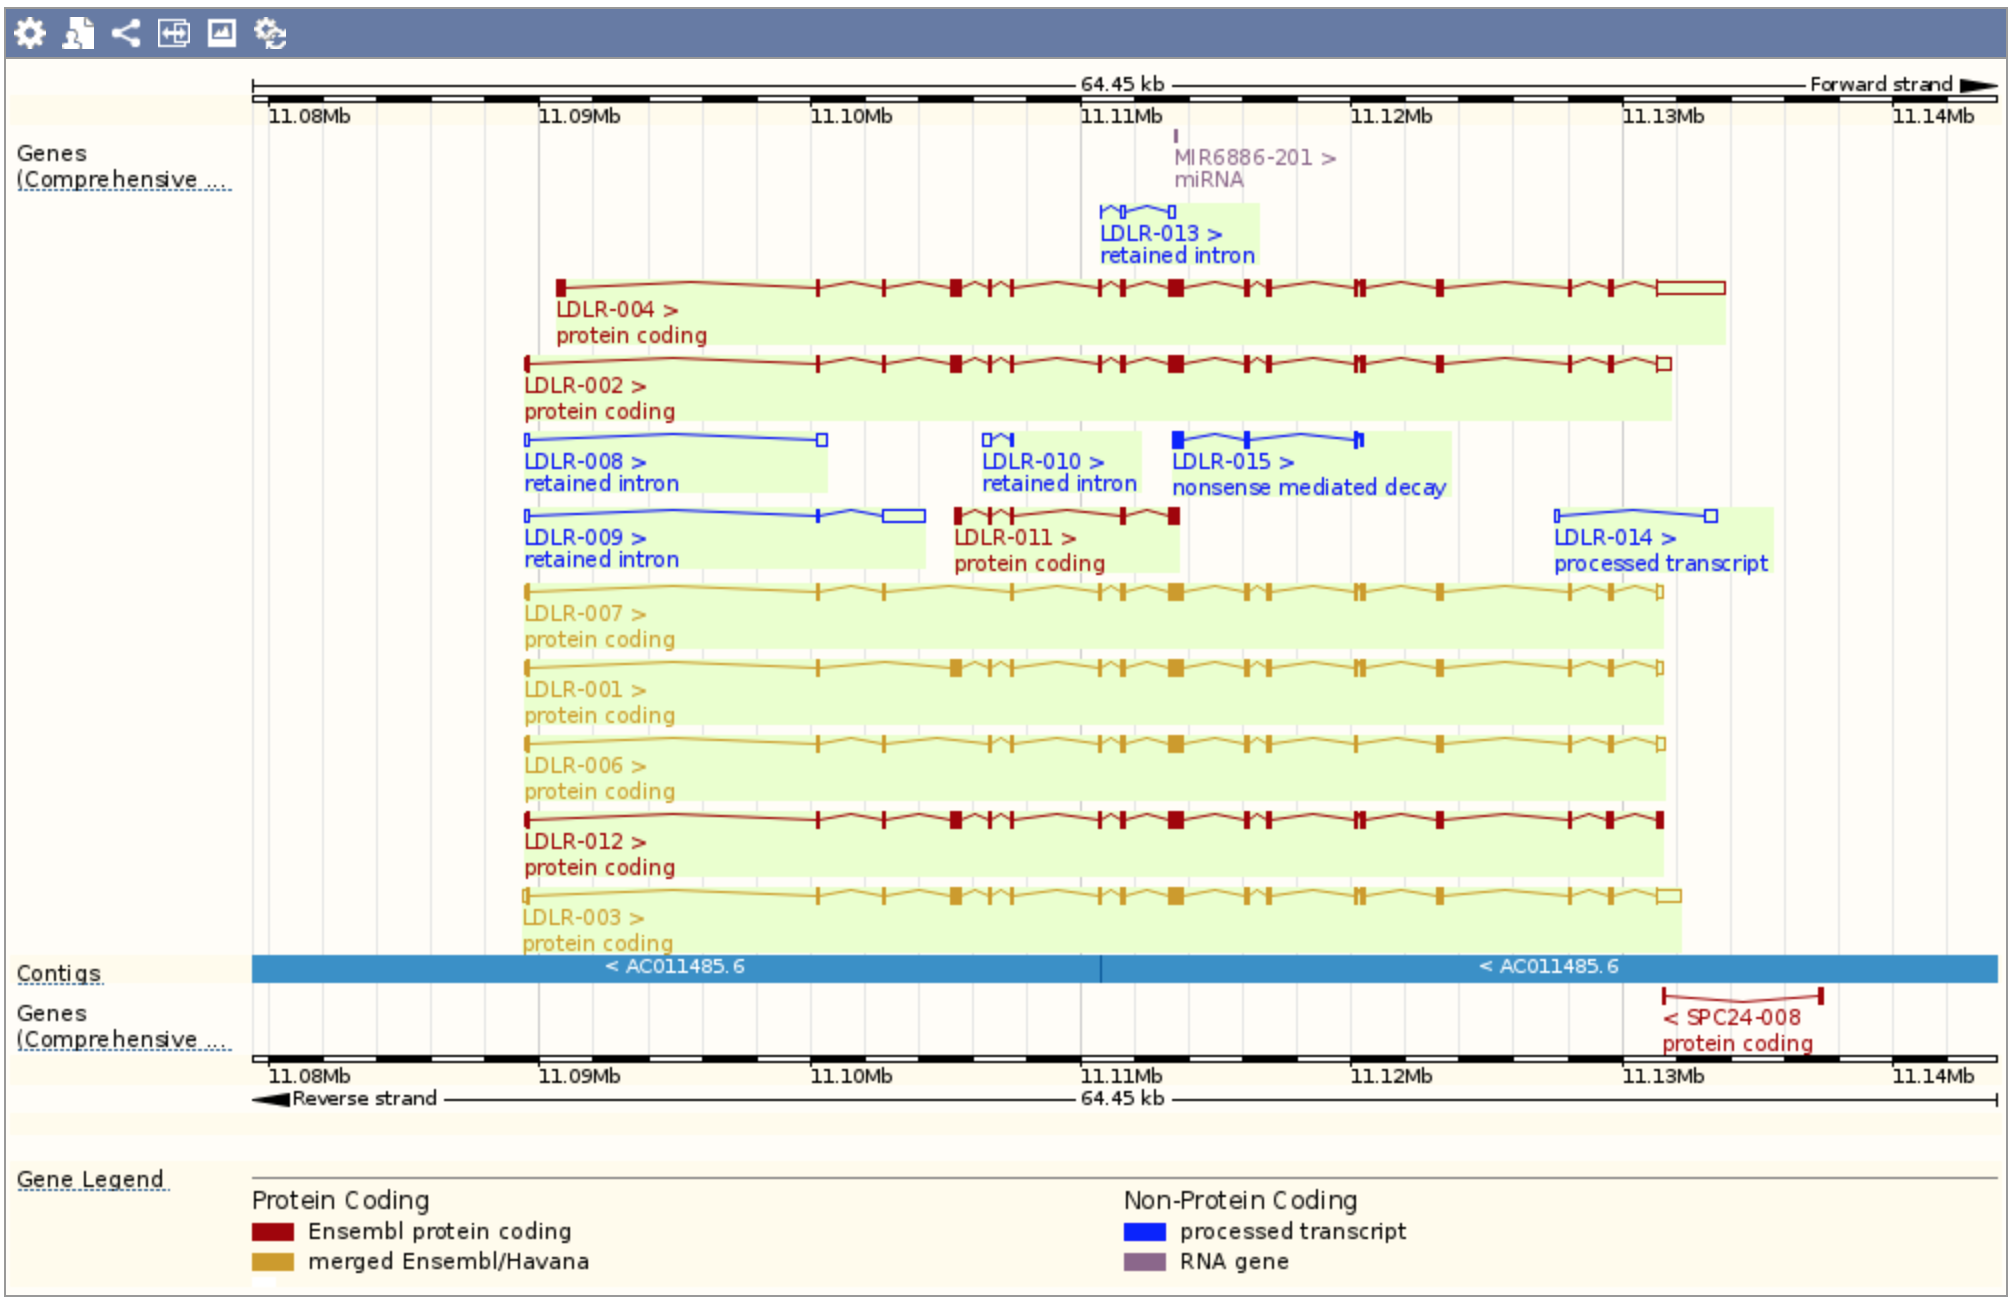 64.45 kb Forward strand
11.08Mb 11.09Mb 11.10Mb 11.11Mb 11.12Mb 11.13Mb 11.14Mb
Genes
(Comprehensive ...
MIR6886-201 >
miRNA
LDLR-013 >
retained intron
LDLR-004 >
protein coding
LDLR-002 >
protein coding
LDLR-008 > LDLR-010 > LDLR-015 >
retained intron retained intron nonsense mediated decay
LDLR-009 > LDLR-011 > LDLR-014 >
retained intron protein coding processed transcript
LDLR-007 >
protein coding
LDLR-001 >
protein coding
LDLR-006 >
protein coding
LDLR-012 >
protein coding
LDLR-003 >
protein coding
Contigs < AC011485.6 < AC011485.6
Genes
(Comprehensive ...
< SPC24-008
protein coding
11.08Mb 11.09Mb 11.10Mb 11.11Mb 11.12Mb 11.13Mb 11.14Mb
Reverse strand 64.45 kb
Gene Legend
Protein Coding Non-Protein Coding
Ensembl protein coding processed transcript
merged Ensembl/Havana RNA gene